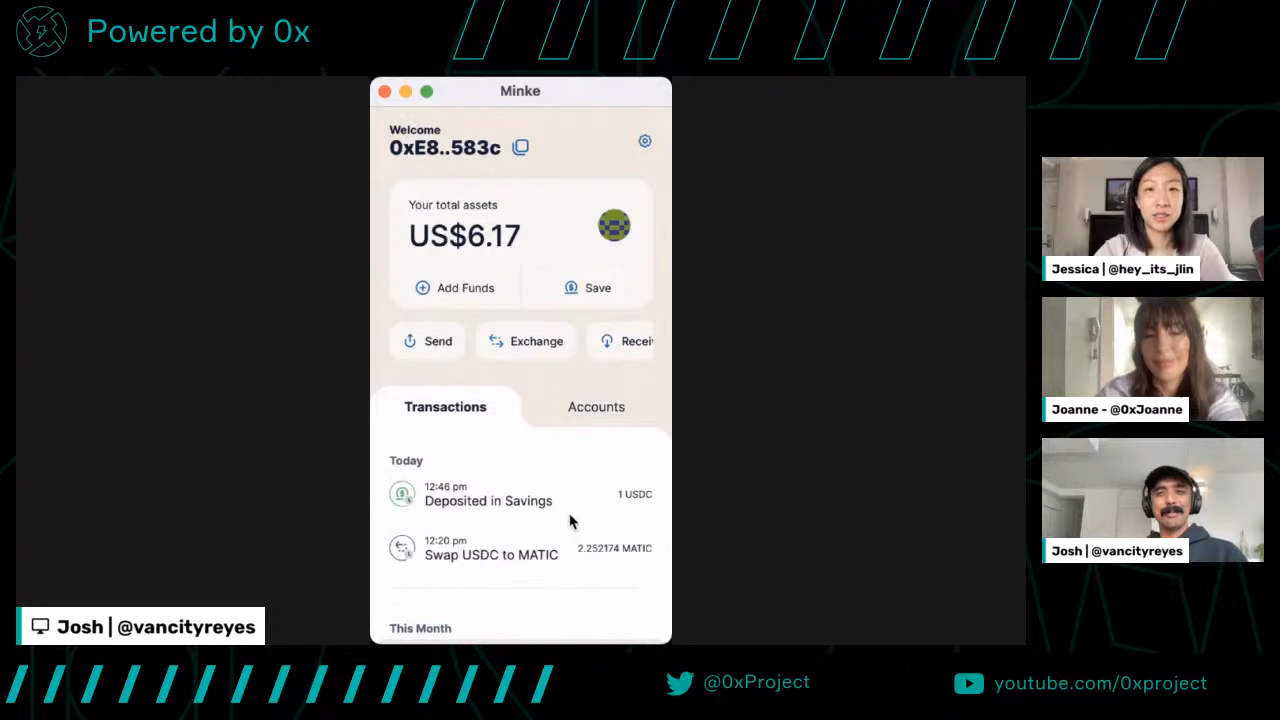 Powered by 0x
Minke
Welcome
0xE8..583c
Your total assets
US$6.17
Add Funds
Save
Send
Exchange
Recei
Transactions
Accounts
Today
12:46 pm
Deposited in Savings
1 USDC
12:20 pm
Swap USDC to MATIC
2.252174 MATIC
This Month
Jessica | @hey_its_jlin
Joanne - @0xJoanne
Josh | @vancityreyes
Josh | @vancityreyes
@0xProject
youtube.com/0xproject